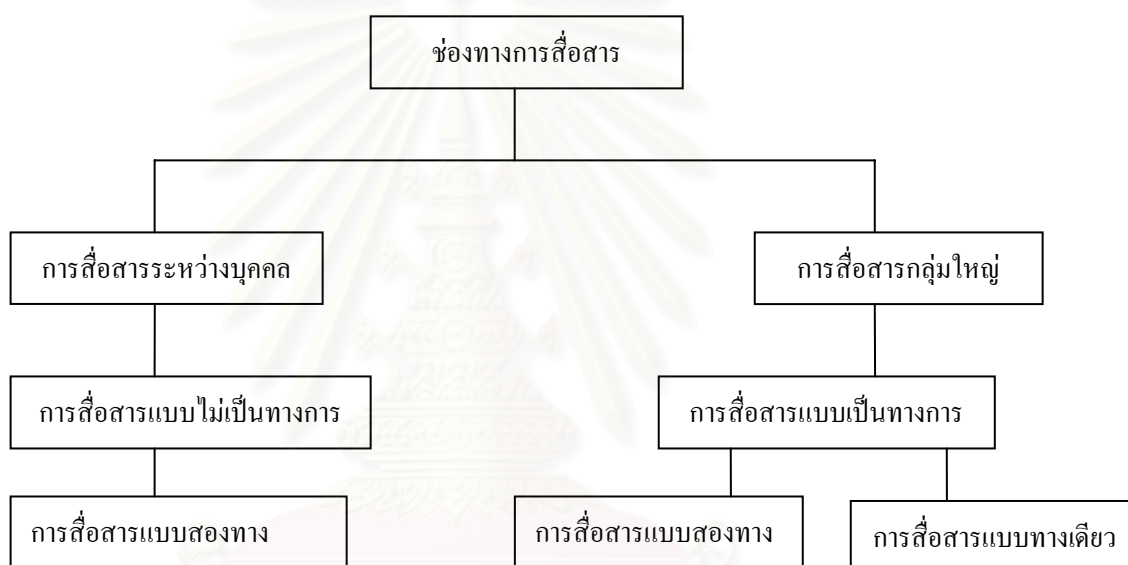 ช่องทางการสื่อสาร
การสื่อสารระหว่างบุคคล
การสื่อสารกลุ่มใหญ่
การสื่อสารแบบไม่เป็นทางการ
การสื่อสารแบบเป็นทางการ
การสื่อสารแบบสองทาง
การสื่อสารแบบสองทาง
การสื่อสารแบบทางเดียว